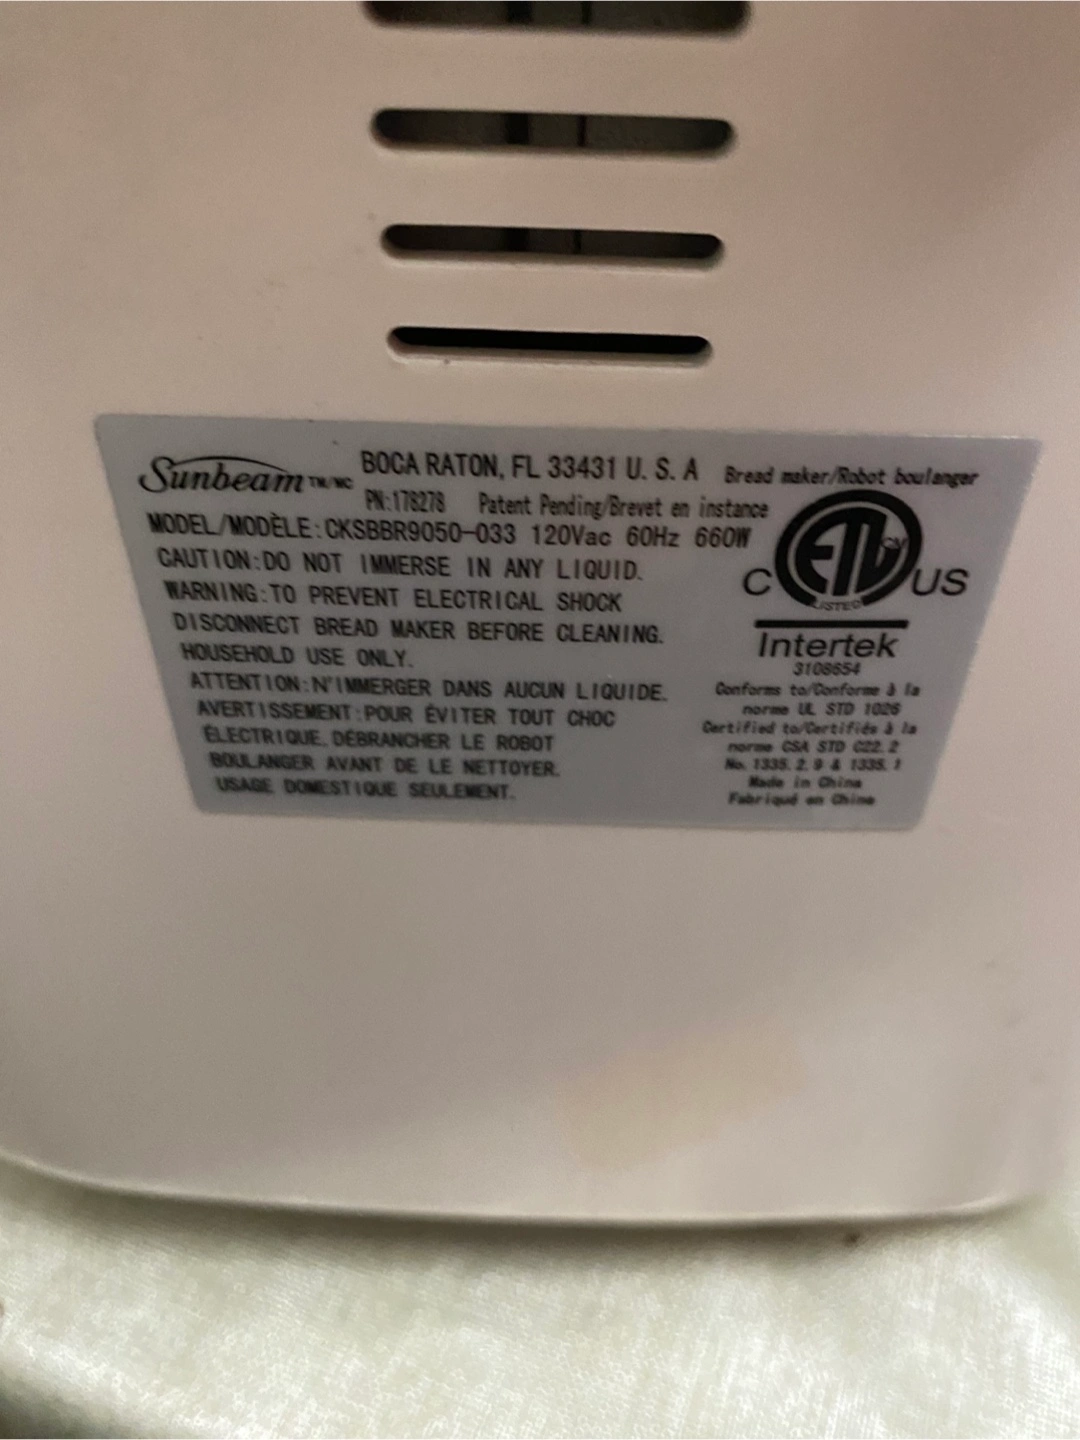 Sunbeam TM/MC BOCA RATON, FL 33431 U. S. A Bread maker/Robot boulanger
PN:178278 Patent Pending/Brevet en instance
MODEL/MODÈLE:CKSBBR9050-033 120Vac 60Hz 660W
CAUTION:DO NOT IMMERSE IN ANY LIQUID.
WARNING:TO PREVENT ELECTRICAL SHOCK
DISCONNECT BREAD MAKER BEFORE CLEANING.
HOUSEHOLD USE ONLY.
ATTENTION:N'IMMERGER DANS AUCUN LIQUIDE.
AVERTISSEMENT:POUR ÉVITER TOUT CHOC
ÉLECTRIQUE, DÉBRANCHER LE ROBOT
BOULANGER AVANT DE LE NETTOYER.
USAGE DOMESTIQUE SEULEMENT.
C ETL CM US
LISTED
Intertek
3108654
Conforms to/Conforme à la
norme UL STD 1026
Certified to/Certifiés à la
norme CSA STD C22.2
No. 1335.2.9 & 1335.1
Made in China
Fabriqué en Chine